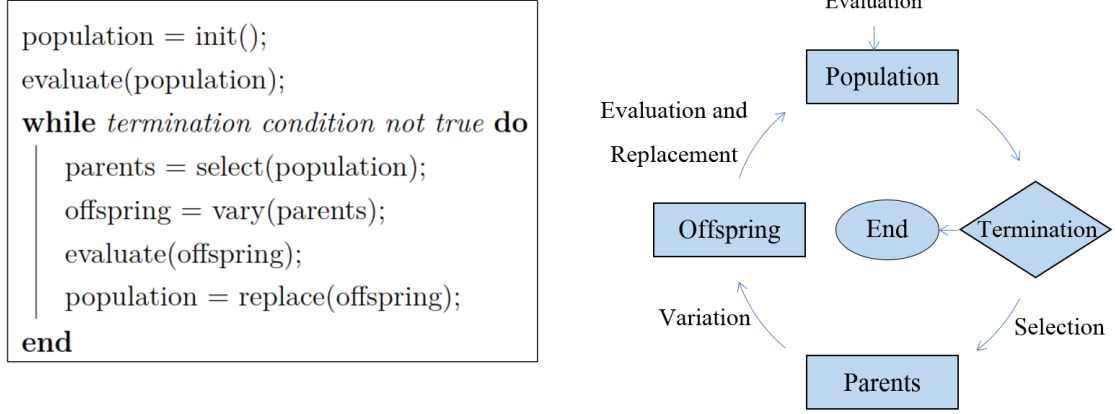 population = init();
evaluate(population);
while termination condition not true do
parents = select(population);
offspring = vary(parents);
evaluate(offspring);
population = replace(offspring);
end
Evaluation
Population
Evaluation and
Replacement
Offspring
End
Termination
Variation
Selection
Parents